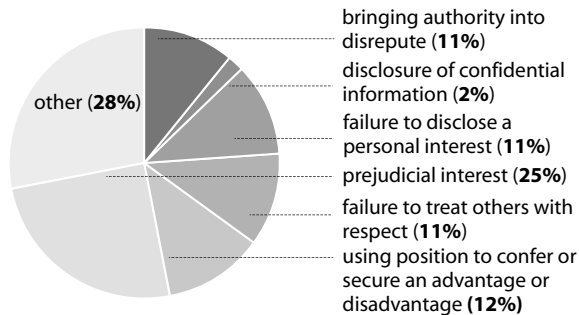 bringing authority into
disrepute (11%)
disclosure of confidential
information (2%)
other (28%)
failure to disclose a
personal interest (11%)
prejudicial interest (25%)
failure to treat others with
respect (11%)
using position to confer or
secure an advantage or
disadvantage (12%)